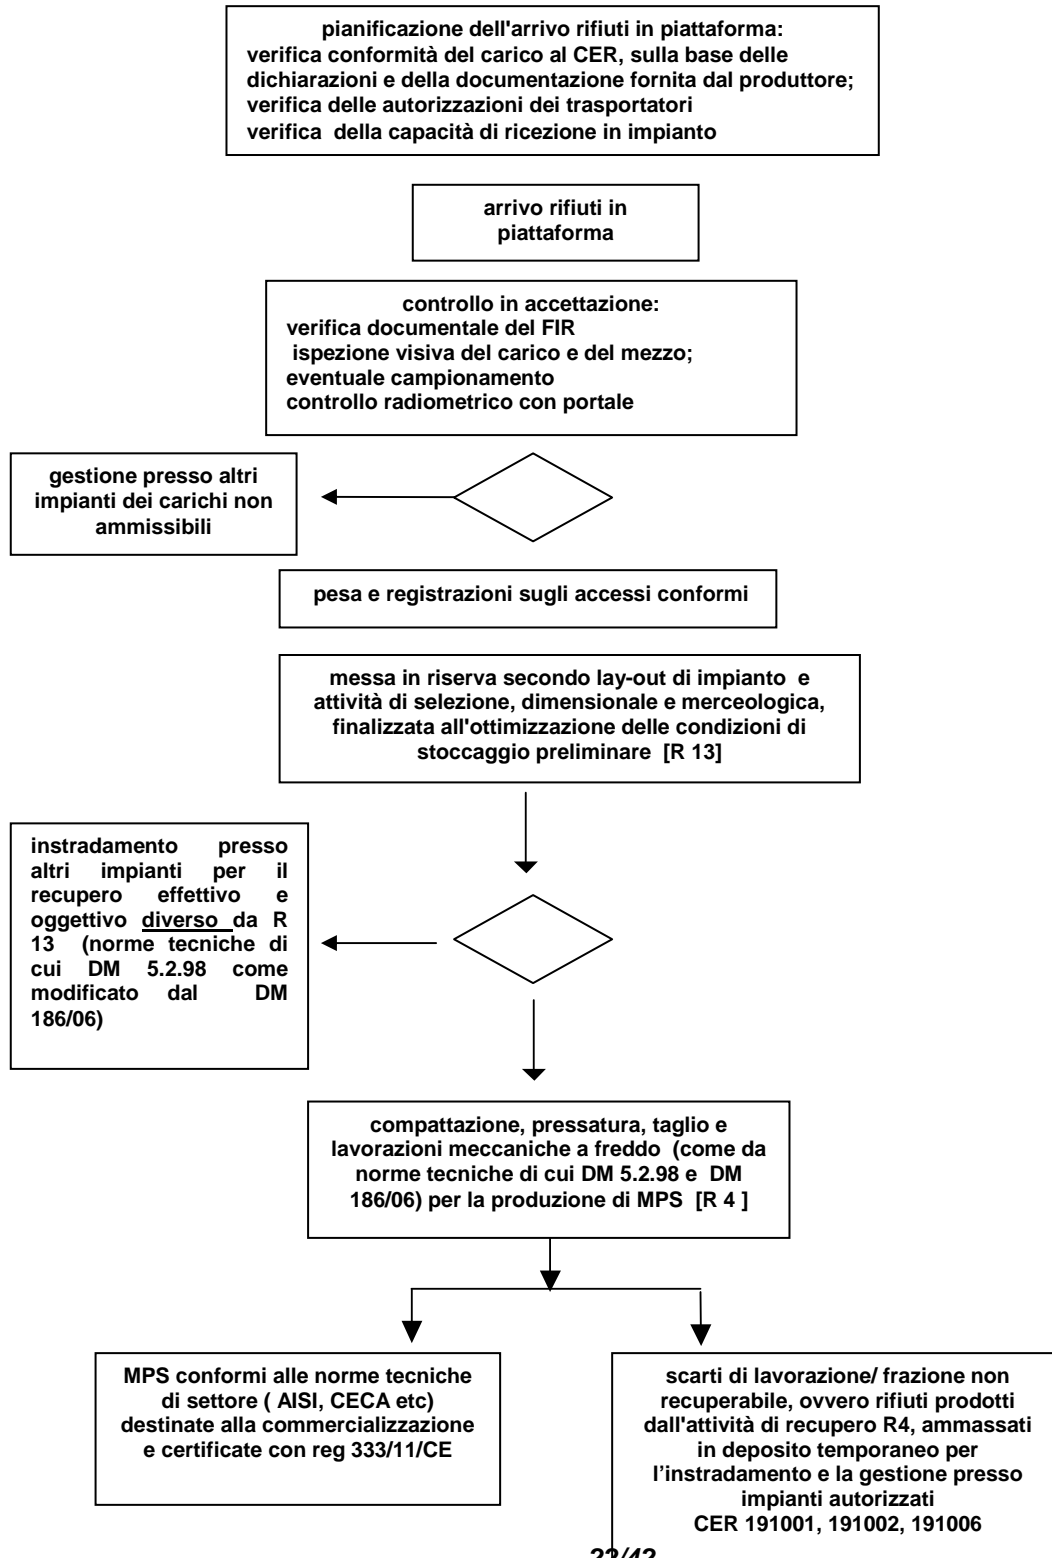 pianificazione dell'arrivo rifiuti in piattaforma:
verifica conformità del carico al CER, sulla base delle
dichiarazioni e della documentazione fornita dal produttore;
verifica delle autorizzazioni dei trasportatori
verifica della capacità di ricezione in impianto
arrivo rifiuti in
piattaforma
controllo in accettazione:
verifica documentale del FIR
ispezione visiva del carico e del mezzo;
eventuale campionamento
controllo radiometrico con portale
gestione presso altri
impianti dei carichi non
ammissibili
pesa e registrazioni sugli accessi conformi
messa in riserva secondo lay-out di impianto e
attività di selezione, dimensionale e merceologica,
finalizzata all'ottimizzazione delle condizioni di
stoccaggio preliminare [R 13]
instradamento presso
altri impianti per il
recupero effettivo e
oggettivo diverso da R
13 (norme tecniche di
cui DM 5.2.98 come
modificato dal DM
186/06)
compattazione, pressatura, taglio e
lavorazioni meccaniche a freddo (come da
norme tecniche di cui DM 5.2.98 e DM
186/06) per la produzione di MPS [R 4 ]
MPS conformi alle norme tecniche
di settore ( AISI, CECA etc)
destinate alla commercializzazione
e certificate con reg 333/11/CE
scarti di lavorazione/ frazione non
recuperabile, ovvero rifiuti prodotti
dall'attività di recupero R4, ammassati
in deposito temporaneo per
l'instradamento e la gestione presso
impianti autorizzati
CER 191001, 191002, 191006